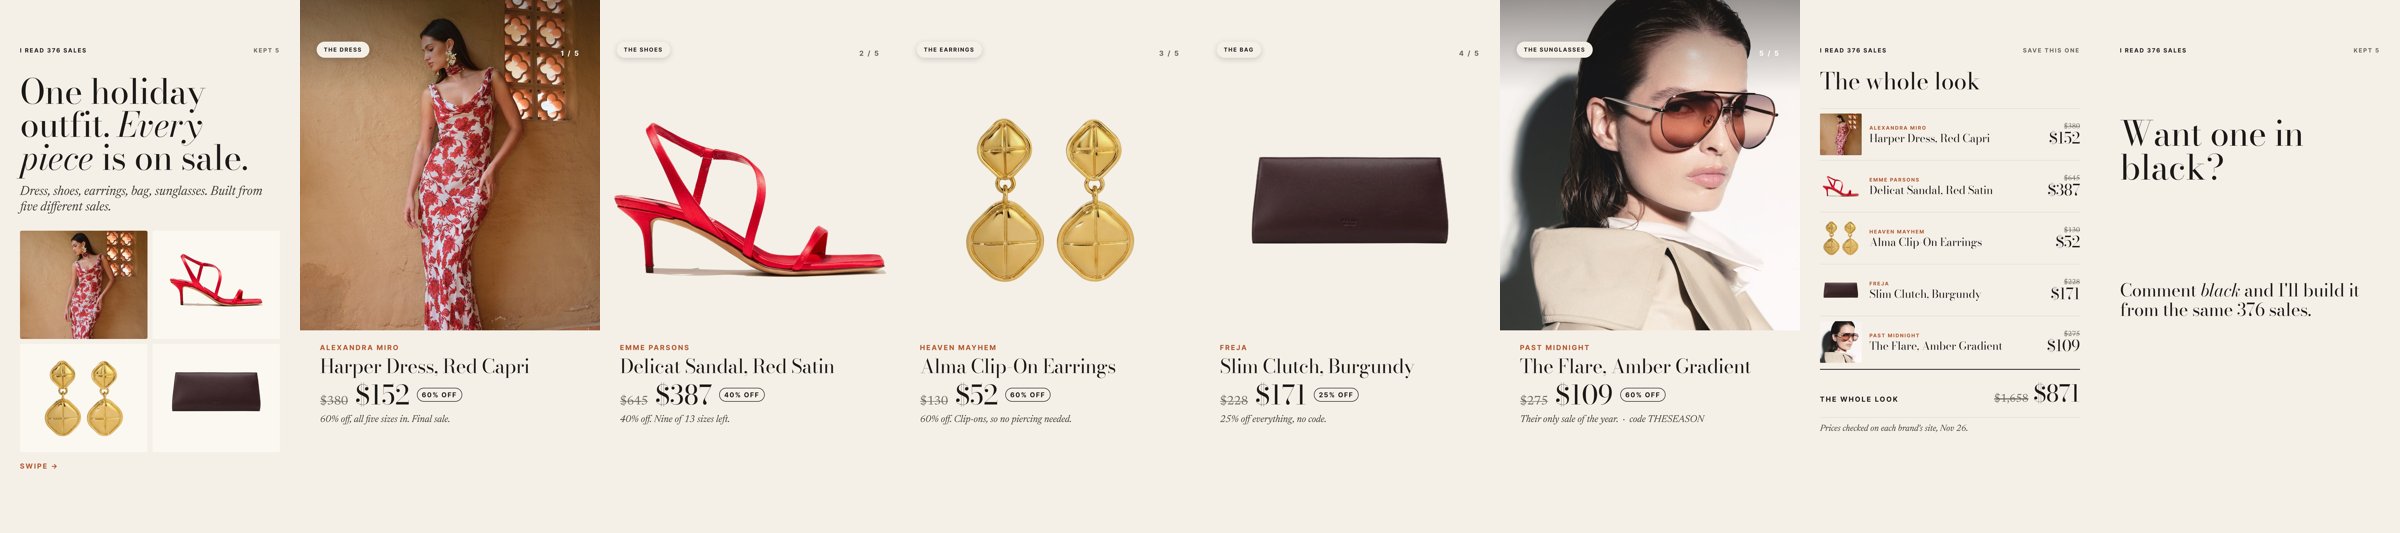 I READ 376 SALES
KEPT 5
One holiday
outfit. Every
piece is on sale.
Dress, shoes, earrings, bag, sunglasses. Built from
five different sales.
SWIPE →
THE DRESS
1 / 5
ALEXANDRA MIRO
Harper Dress, Red Capri
$380 $152 60% OFF
60% off, all five sizes in. Final sale.
THE SHOES
2 / 5
EMME PARSONS
Delicat Sandal, Red Satin
$645 $387 40% OFF
40% off. Nine of 13 sizes left.
THE EARRINGS
3 / 5
HEAVEN MAYHEM
Alma Clip-On Earrings
$130 $52 60% OFF
60% off. Clip-ons, so no piercing needed.
THE BAG
4 / 5
FREJA
Slim Clutch, Burgundy
$228 $171 25% OFF
25% off everything, no code.
THE SUNGLASSES
5 / 5
PAST MIDNIGHT
The Flare, Amber Gradient
$275 $109 60% OFF
Their only sale of the year. · code THESEASON
I READ 376 SALES
SAVE THIS ONE
The whole look
ALEXANDRA MIRO
Harper Dress, Red Capri
$380
$152
EMME PARSONS
Delicat Sandal, Red Satin
$645
$387
HEAVEN MAYHEM
Alma Clip-On Earrings
$130
$52
FREJA
Slim Clutch, Burgundy
$228
$171
PAST MIDNIGHT
The Flare, Amber Gradient
$275
$109
THE WHOLE LOOK
$1,658 $871
Prices checked on each brand's site, Nov 26.
I READ 376 SALES
KEPT 5
Want one in
black?
Comment black and I'll build it
from the same 376 sales.